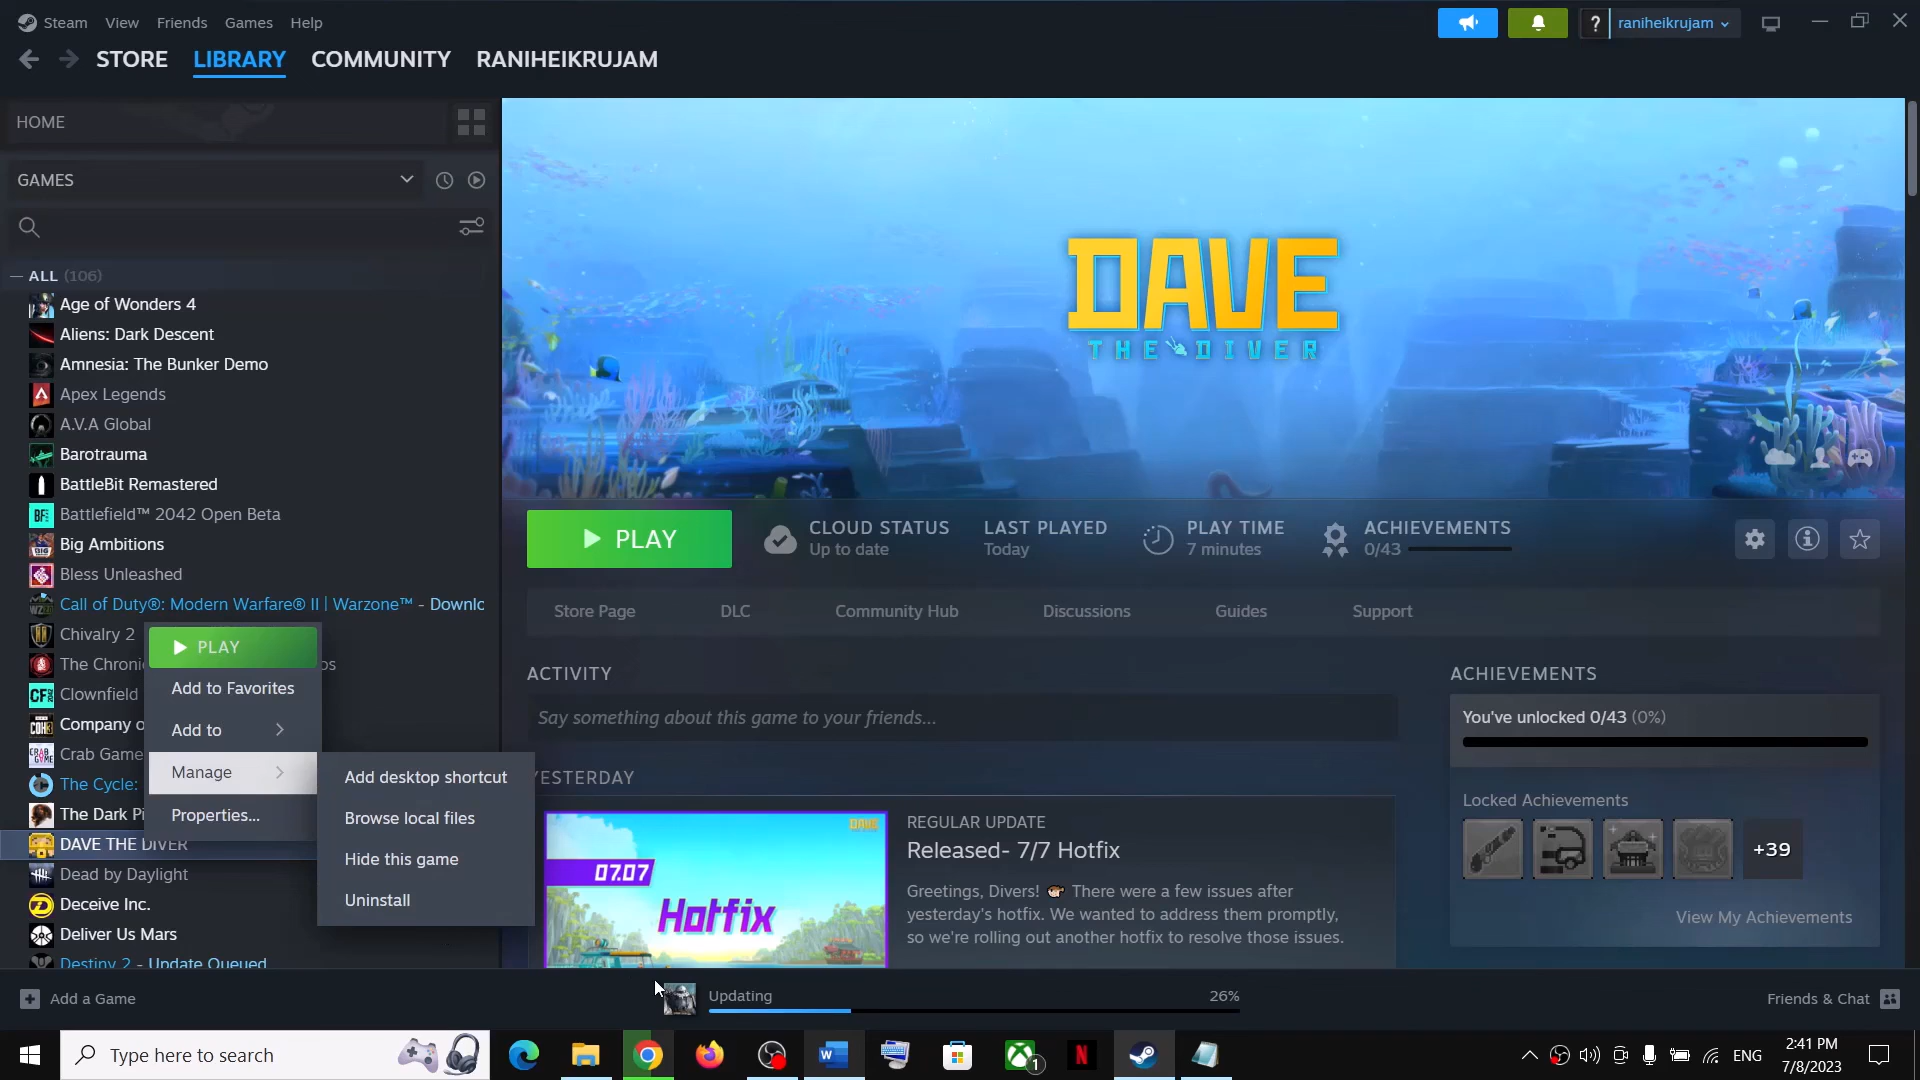 Steam View Friends Games Help
raniheikrujam
STORE LIBRARY COMMUNITY RANIHEIKRUJAM
HOME
GAMES
ALL (106)
Age of Wonders 4
Aliens: Dark Descent
Amnesia: The Bunker Demo
Apex Legends
A.V.A Global
Barotrauma
BattleBit Remastered
Battlefield™ 2042 Open Beta
Big Ambitions
Bless Unleashed
Call of Duty®: Modern Warfare® II | Warzone™ - Downlo
Chivalry 2
The Chroni
os
Clownfield
Company o
Crab Game
The Cycle:
The Dark Pi
DAVE THE DIVER
Dead by Daylight
Deceive Inc.
Deliver Us Mars
Destiny 2 - Update Queued
PLAY
Add to Favorites
Add to
Manage
Properties...
Add desktop shortcut
Browse local files
Hide this game
Uninstall
DAVE
THE DIVER
PLAY
CLOUD STATUS
Up to date
LAST PLAYED
Today
PLAY TIME
7 minutes
ACHIEVEMENTS
0/43
Store Page DLC Community Hub Discussions Guides Support
ACTIVITY
Say something about this game to your friends...
YESTERDAY
DAVE
07.07
Hotfix
REGULAR UPDATE
Released- 7/7 Hotfix
Greetings, Divers! There were a few issues after
yesterday's hotfix. We wanted to address them promptly,
so we're rolling out another hotfix to resolve those issues.
ACHIEVEMENTS
You've unlocked 0/43 (0%)
Locked Achievements
+39
View My Achievements
Add a Game
Updating 26%
Friends & Chat
Type here to search
1
ENG
2:41 PM
7/8/2023